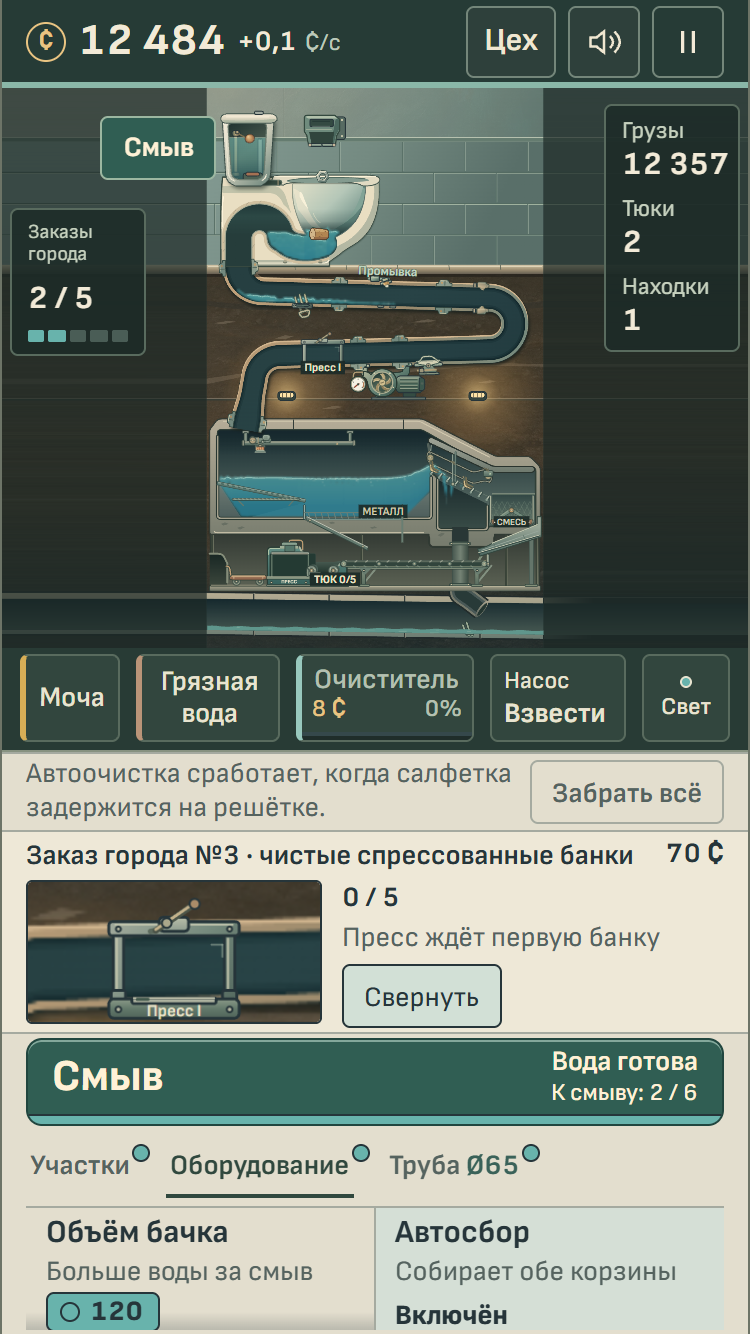 ₵ 12 484 +0,1 ₵/с
Цех
Смыв
Грузы
12 357
Тюки
2
Находки
1
Заказы
города
2 / 5
Промывка
Пресс I
МЕТАЛЛ
СМЕСЬ
ПРЕСС
ТЮК 0/5
Моча
Грязная
вода
Очиститель
8 ₵ 0%
Насос
Взвести
Свет
Автоочистка сработает, когда салфетка
задержится на решётке.
Забрать всё
Заказ города №3 · чистые спрессованные банки 70 ₵
0 / 5
Пресс ждёт первую банку
Пресс I
Свернуть
Смыв
Вода готова
К смыву: 2 / 6
Участки
Оборудование
Труба Ø65
Объём бачка
Больше воды за смыв
120
Автосбор
Собирает обе корзины
Включён